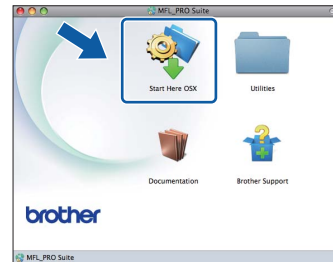 MFL_PRO Suite
Start Here OSX
Utilities
Documentation
Brother Support
brother
MFL_PRO Suite